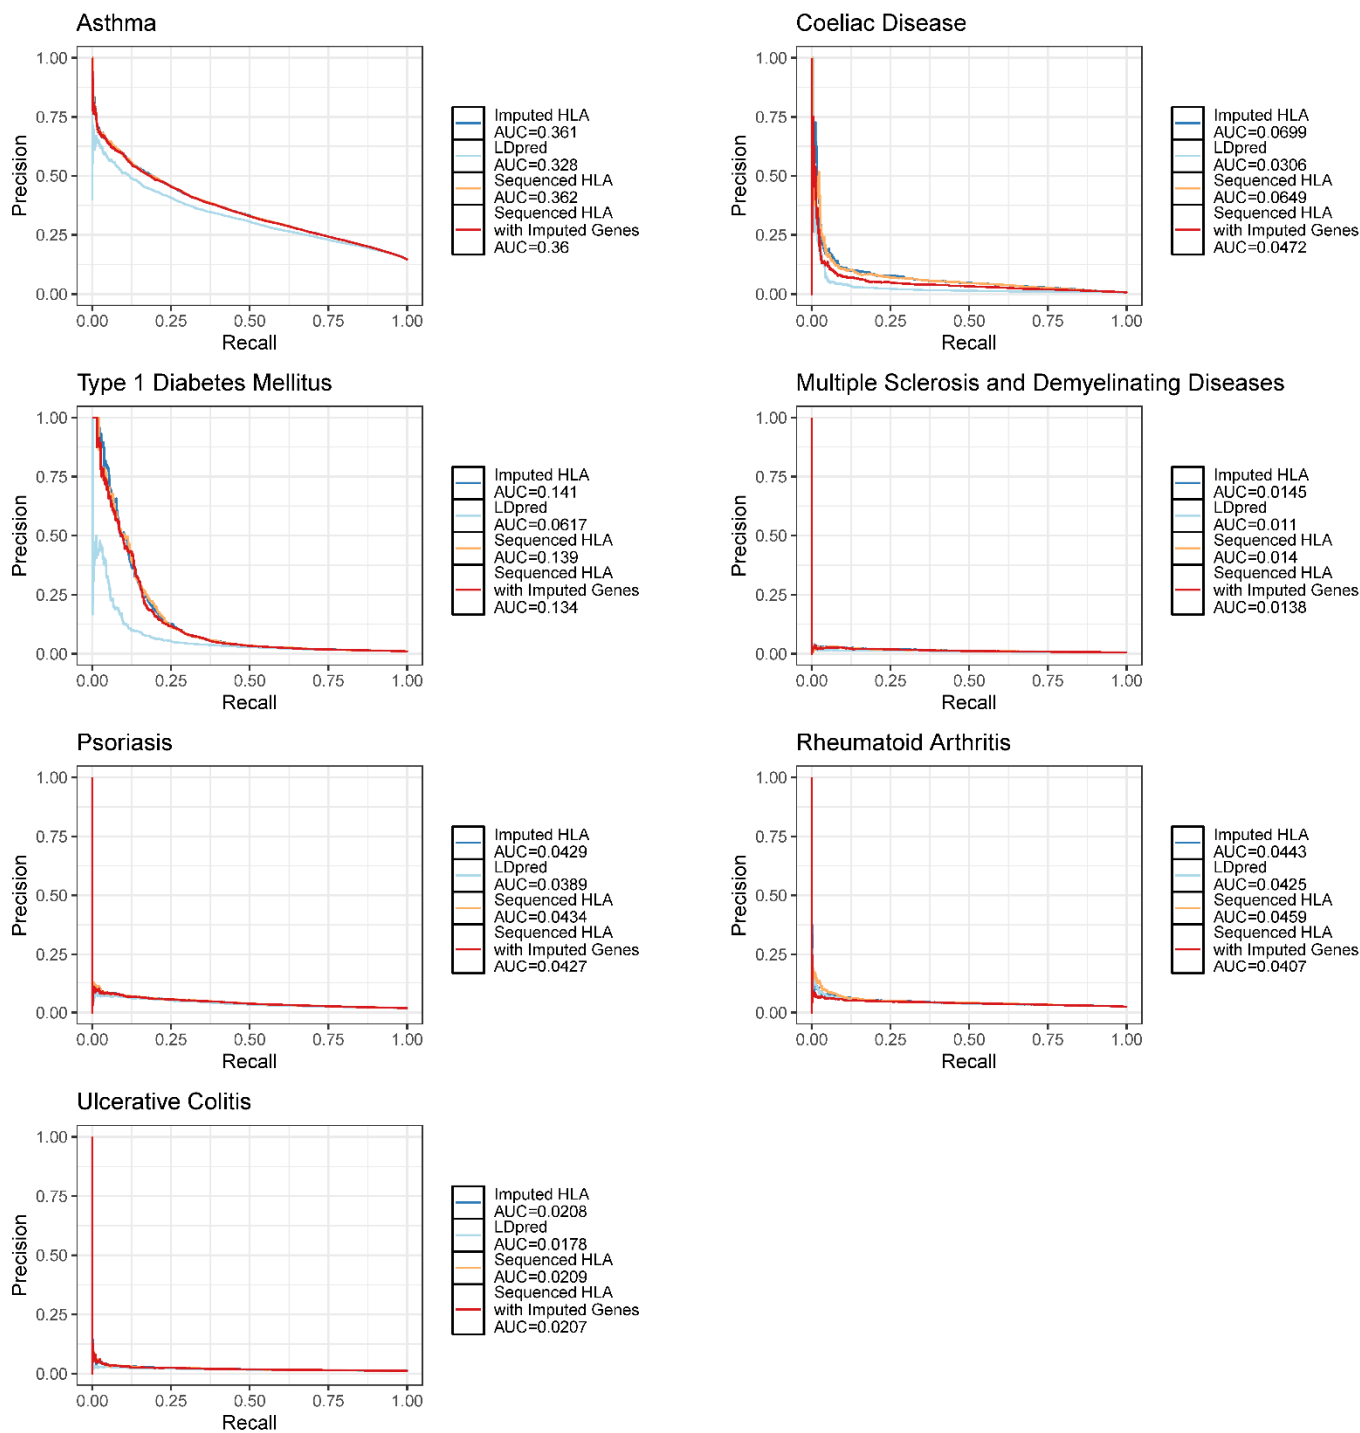 Asthma
1.00
0.75
0.50
0.25
0.00
Precision
0.00 0.25 0.50 0.75 1.00
Recall
Imputed HLA
AUC=0.361
LDpred
AUC=0.328
Sequenced HLA
AUC=0.362
Sequenced HLA
with Imputed Genes
AUC=0.36
Coeliac Disease
1.00
0.75
0.50
0.25
0.00
Precision
0.00 0.25 0.50 0.75 1.00
Recall
Imputed HLA
AUC=0.0699
LDpred
AUC=0.0306
Sequenced HLA
AUC=0.0649
Sequenced HLA
with Imputed Genes
AUC=0.0472
Type 1 Diabetes Mellitus
1.00
0.75
0.50
0.25
0.00
Precision
0.00 0.25 0.50 0.75 1.00
Recall
Imputed HLA
AUC=0.141
LDpred
AUC=0.0617
Sequenced HLA
AUC=0.139
Sequenced HLA
with Imputed Genes
AUC=0.134
Multiple Sclerosis and Demyelinating Diseases
1.00
0.75
0.50
0.25
0.00
Precision
0.00 0.25 0.50 0.75 1.00
Recall
Imputed HLA
AUC=0.0145
LDpred
AUC=0.011
Sequenced HLA
AUC=0.014
Sequenced HLA
with Imputed Genes
AUC=0.0138
Psoriasis
1.00
0.75
0.50
0.25
0.00
Precision
0.00 0.25 0.50 0.75 1.00
Recall
Imputed HLA
AUC=0.0429
LDpred
AUC=0.0389
Sequenced HLA
AUC=0.0434
Sequenced HLA
with Imputed Genes
AUC=0.0427
Rheumatoid Arthritis
1.00
0.75
0.50
0.25
0.00
Precision
0.00 0.25 0.50 0.75 1.00
Recall
Imputed HLA
AUC=0.0443
LDpred
AUC=0.0425
Sequenced HLA
AUC=0.0459
Sequenced HLA
with Imputed Genes
AUC=0.0407
Ulcerative Colitis
1.00
0.75
0.50
0.25
0.00
Precision
0.00 0.25 0.50 0.75 1.00
Recall
Imputed HLA
AUC=0.0208
LDpred
AUC=0.0178
Sequenced HLA
AUC=0.0209
Sequenced HLA
with Imputed Genes
AUC=0.0207